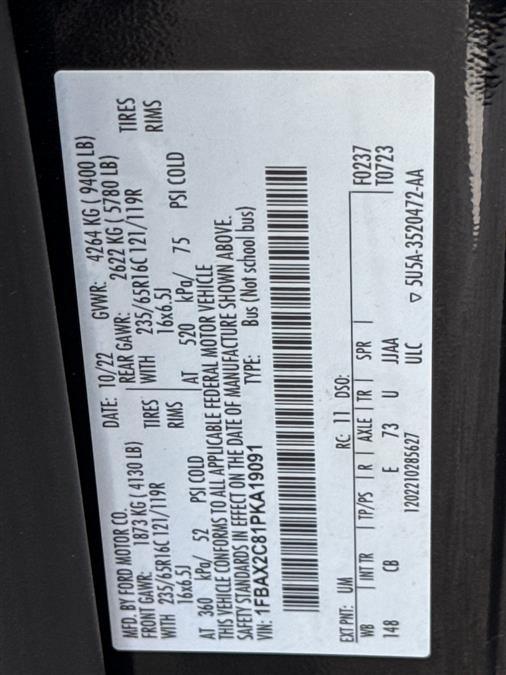 MFD. BY FORD MOTOR CO. DATE: 10/22 GVWR: 4264 KG ( 9400 LB)
FRONT GAWR: 1873 KG ( 4130 LB) REAR GAWR: 2622 KG ( 5780 LB)
WITH 235/65R16C 121/119R TIRES WITH 235/65R16C 121/119R TIRES
16x6.5J RIMS 16x6.5J RIMS
AT 360 kPa/ 52 PSI COLD AT 520 kPa/ 75 PSI COLD
THIS VEHICLE CONFORMS TO ALL APPLICABLE FEDERAL MOTOR VEHICLE
SAFETY STANDARDS IN EFFECT ON THE DATE OF MANUFACTURE SHOWN ABOVE.
VIN: 1FBAX2C81PKA19091 TYPE: Bus (Not school bus)
EXT PNT: UM RC: 11 DSO: F0237
WB INT TR TP/PS R AXLE TR SPR T0723
148 CB E 73 U JJAA
1202210285627 ULC ▽ 5U5A-3520472-AA